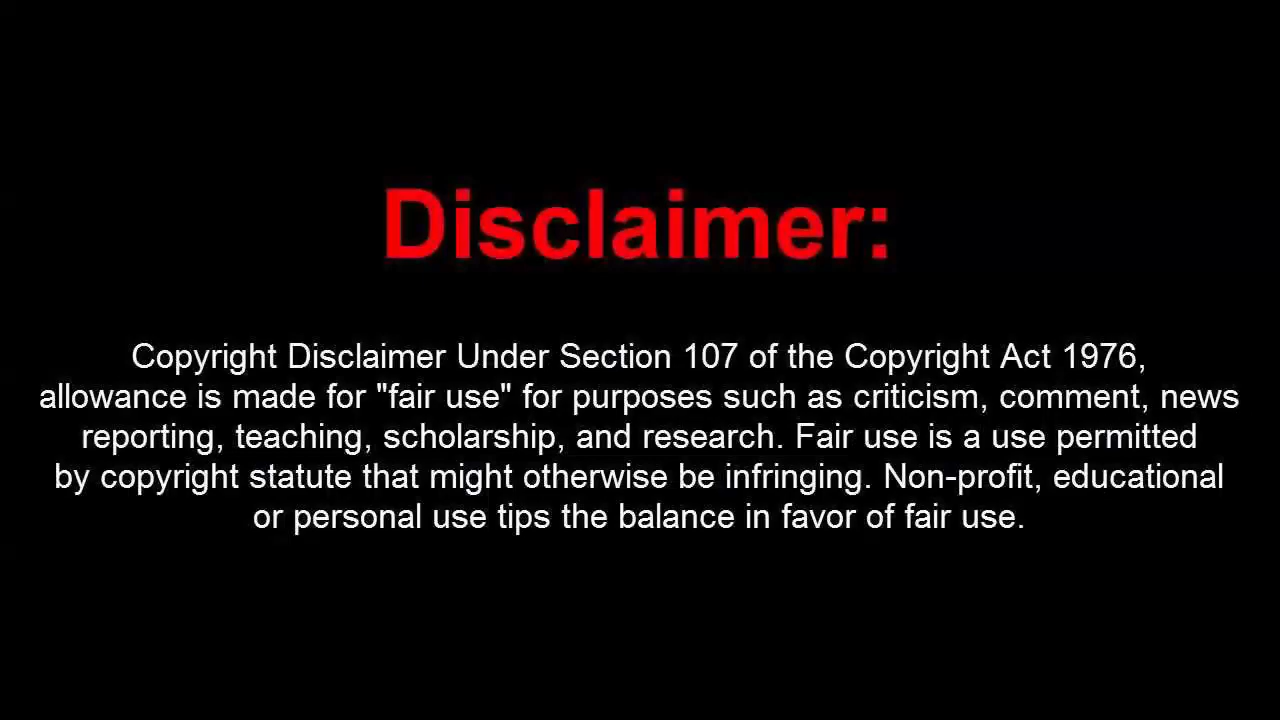 Disclaimer:
Copyright Disclaimer Under Section 107 of the Copyright Act 1976,
allowance is made for "fair use" for purposes such as criticism, comment, news
reporting, teaching, scholarship, and research. Fair use is a use permitted
by copyright statute that might otherwise be infringing. Non-profit, educational
or personal use tips the balance in favor of fair use.